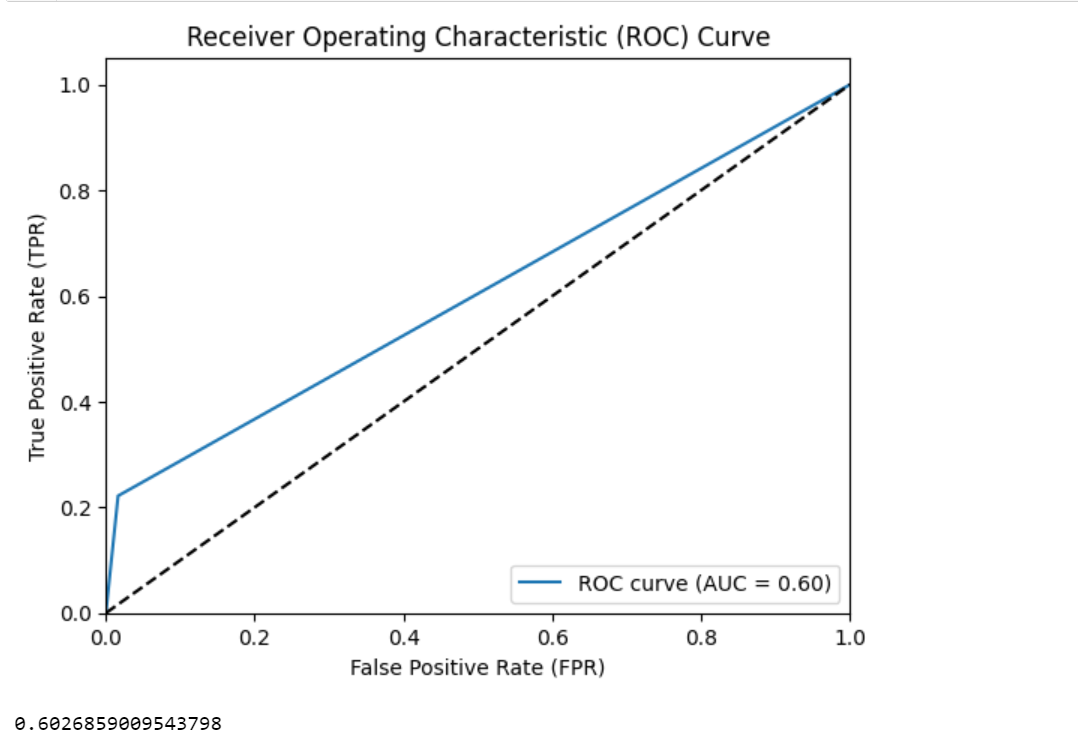 Receiver Operating Characteristic (ROC) Curve
1.0
0.8
0.6
0.4
0.2
0.0
True Positive Rate (TPR)
ROC curve (AUC = 0.60)
0.0 0.2 0.4 0.6 0.8 1.0
False Positive Rate (FPR)
0.6026859009543798